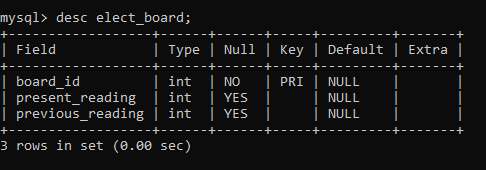 mysql> desc elect_board;
+------------------+------+------+-----+---------+-------+
| Field            | Type | Null | Key | Default | Extra |
+------------------+------+------+-----+---------+-------+
| board_id         | int  | NO   | PRI | NULL    |       |
| present_reading  | int  | YES  |     | NULL    |       |
| previous_reading | int  | YES  |     | NULL    |       |
+------------------+------+------+-----+---------+-------+
3 rows in set (0.00 sec)